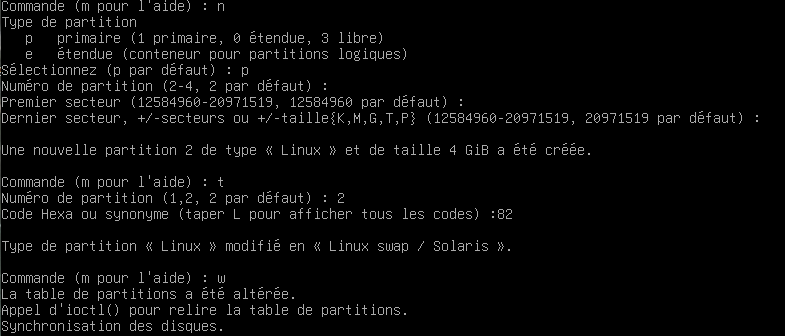 Commande (m pour l'aide) : n
Type de partition
   p   primaire (1 primaire, 0 étendue, 3 libre)
   e   étendue (conteneur pour partitions logiques)
Sélectionnez (p par défaut) : p
Numéro de partition (2-4, 2 par défaut) :
Premier secteur (12584960-20971519, 12584960 par défaut) :
Dernier secteur, +/-secteurs ou +/-taille{K,M,G,T,P} (12584960-20971519, 20971519 par défaut) :
Une nouvelle partition 2 de type « Linux » et de taille 4 GiB a été créée.
Commande (m pour l'aide) : t
Numéro de partition (1,2, 2 par défaut) : 2
Code Hexa ou synonyme (taper L pour afficher tous les codes) :82
Type de partition « Linux » modifié en « Linux swap / Solaris ».
Commande (m pour l'aide) : w
La table de partitions a été altérée.
Appel d'ioctl() pour relire la table de partitions.
Synchronisation des disques.